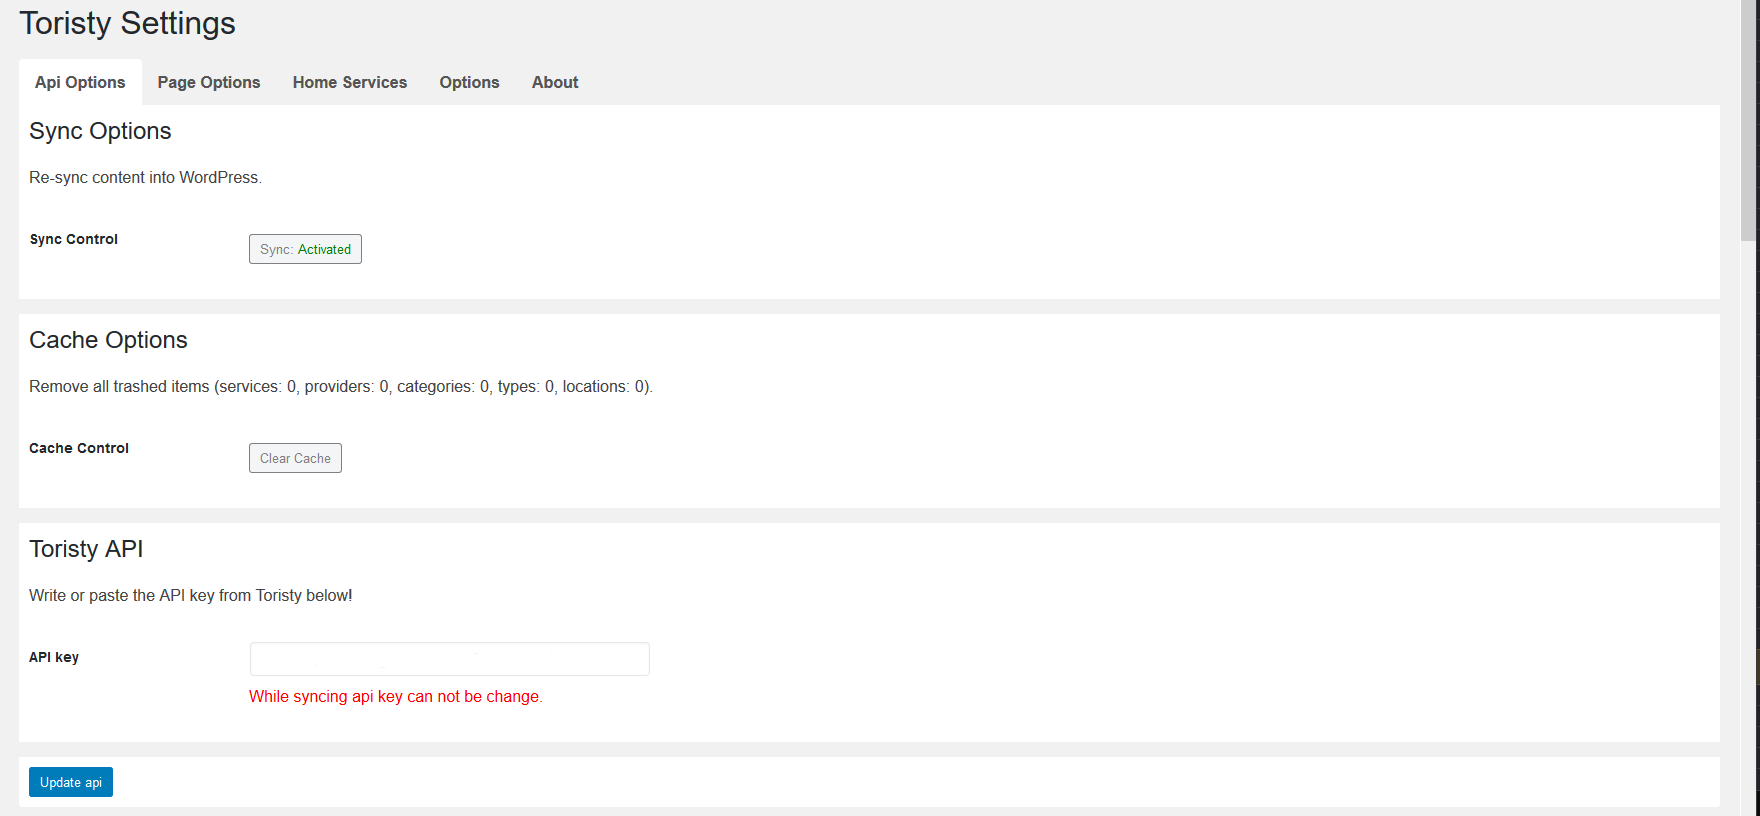 Toristy Settings
Api Options Page Options Home Services Options About
Sync Options
Re-sync content into WordPress.
Sync Control Sync: Activated
Cache Options
Remove all trashed items (services: 0, providers: 0, categories: 0, types: 0, locations: 0).
Cache Control Clear Cache
Toristy API
Write or paste the API key from Toristy below!
API key
While syncing api key can not be change.
Update api